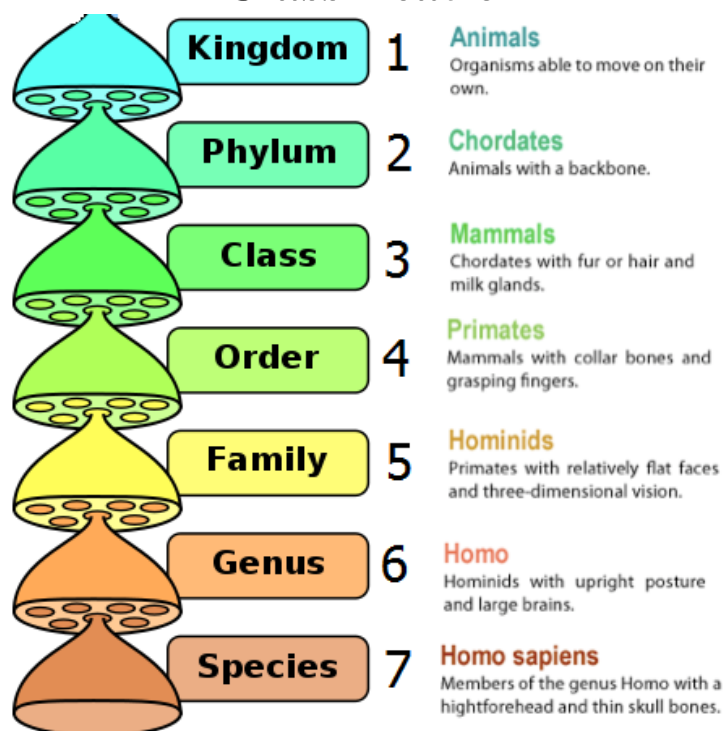 Kingdom 1 Animals
Organisms able to move on their
own.
Phylum 2 Chordates
Animals with a backbone.
Class 3 Mammals
Chordates with fur or hair and
milk glands.
Order 4 Primates
Mammals with collar bones and
grasping fingers.
Family 5 Hominids
Primates with relatively flat faces
and three-dimensional vision.
Genus 6 Homo
Hominids with upright posture
and large brains.
Species 7 Homo sapiens
Members of the genus Homo with a
hightforehead and thin skull bones.